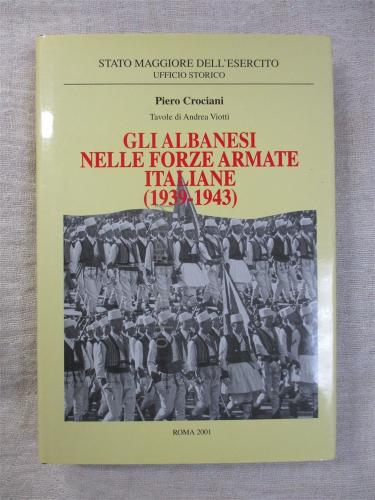 STATO MAGGIORE DELL'ESERCITO
UFFICIO STORICO
Piero Crociani
Tavole di Andrea Viotti
GLI ALBANESI
NELLE FORZE ARMATE
ITALIANE
(1939-1943)
ROMA 2001